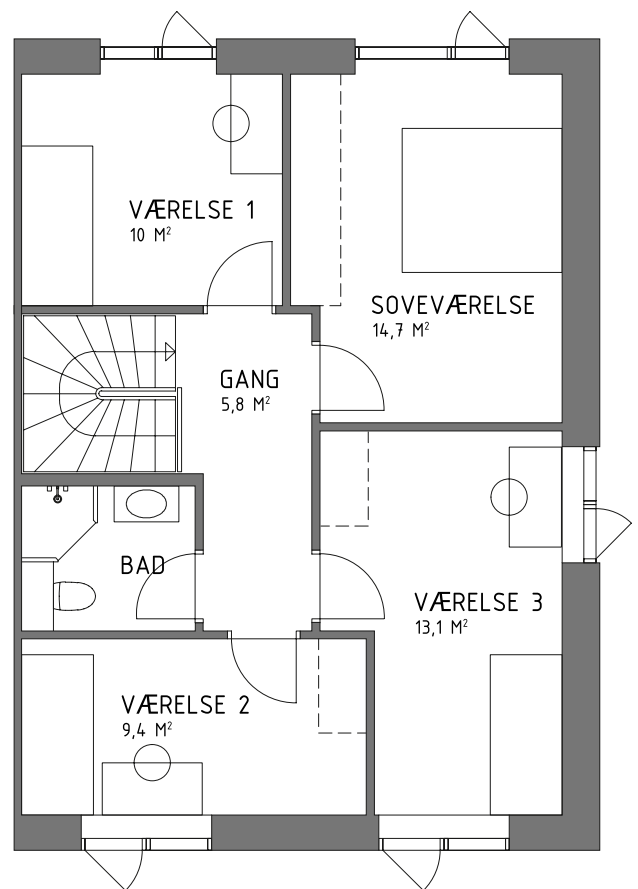 VÆRELSE 1
10 M²
SOVEVÆRELSE
14,7 M²
GANG
5,8 M²
BAD
VÆRELSE 3
13,1 M²
VÆRELSE 2
9,4 M²